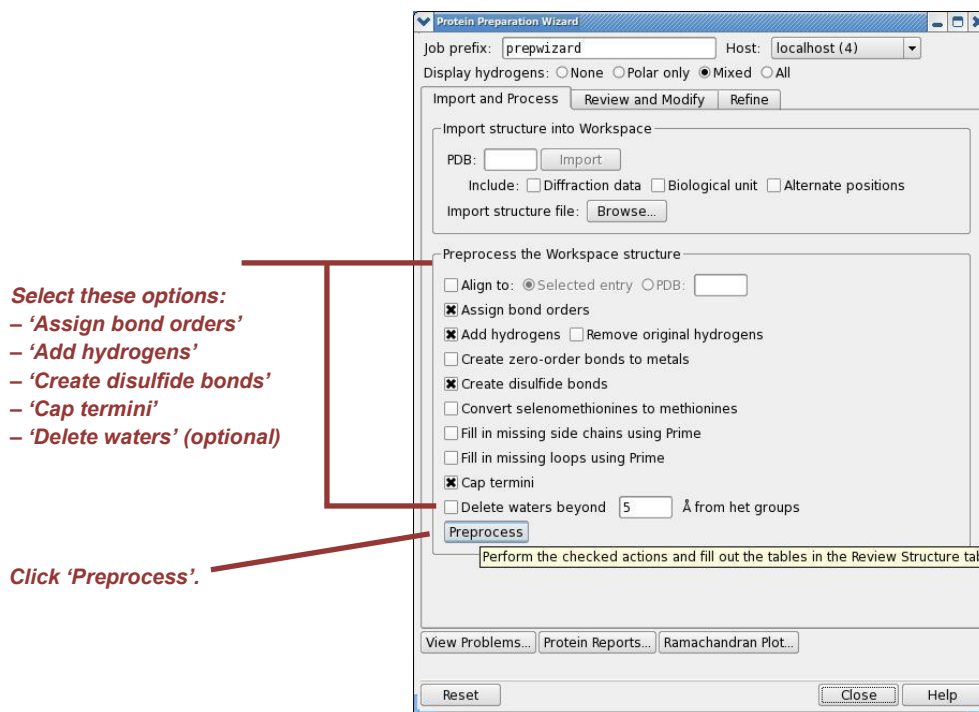 Protein Preparation Wizard
Job prefix: prepwizard Host: localhost (4)
Display hydrogens: None Polar only Mixed All
Import and Process Review and Modify Refine
Import structure into Workspace
PDB: Import
Include: Diffraction data Biological unit Alternate positions
Import structure file: Browse...
Preprocess the Workspace structure
Align to: Selected entry PDB:
Assign bond orders
Add hydrogens Remove original hydrogens
Create zero-order bonds to metals
Create disulfide bonds
Convert selenomethionines to methionines
Fill in missing side chains using Prime
Fill in missing loops using Prime
Cap termini
Delete waters beyond 5 Å from het groups
Preprocess
Perform the checked actions and fill out the tables in the Review Structure tab
View Problems... Protein Reports... Ramachandran Plot...
Reset Close Help
Select these options:
– ‘Assign bond orders’
– ‘Add hydrogens’
– ‘Create disulfide bonds’
– ‘Cap termini’
– ‘Delete waters’ (optional)
Click ‘Preprocess’.